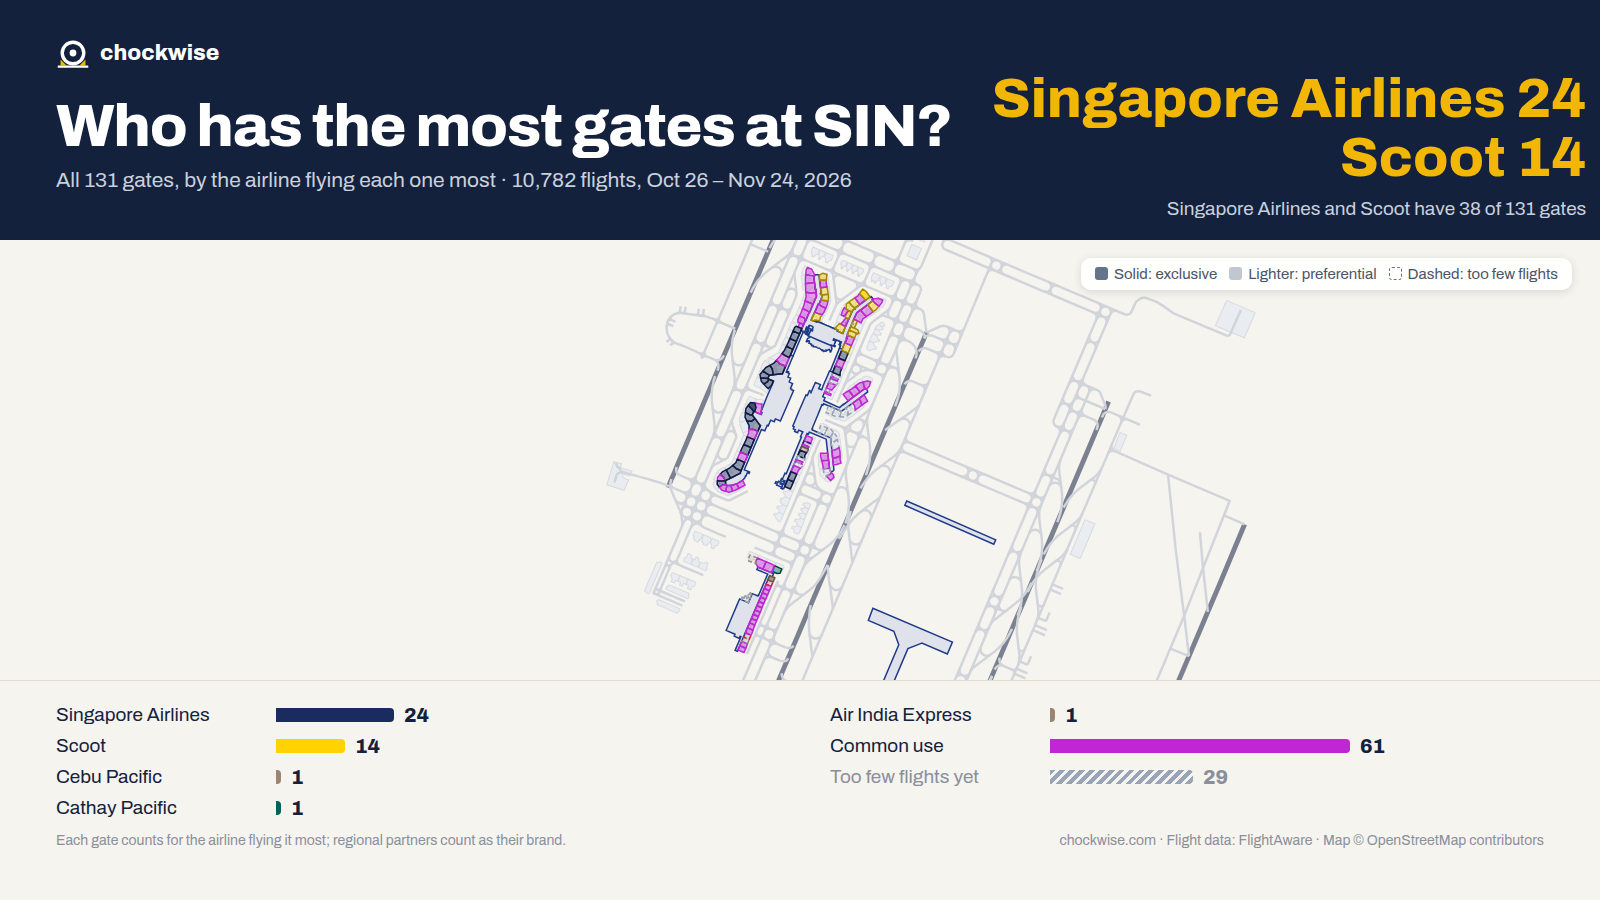 chockwise
Who has the most gates at SIN?
All 131 gates, by the airline flying each one most · 10,782 flights, Oct 26 – Nov 24, 2026
Singapore Airlines 24
Scoot 14
Singapore Airlines and Scoot have 38 of 131 gates
Solid: exclusive Lighter: preferential Dashed: too few flights
Singapore Airlines 24
Scoot 14
Cebu Pacific 1
Cathay Pacific 1
Air India Express 1
Common use 61
Too few flights yet 29
Each gate counts for the airline flying it most; regional partners count as their brand.
chockwise.com · Flight data: FlightAware · Map © OpenStreetMap contributors